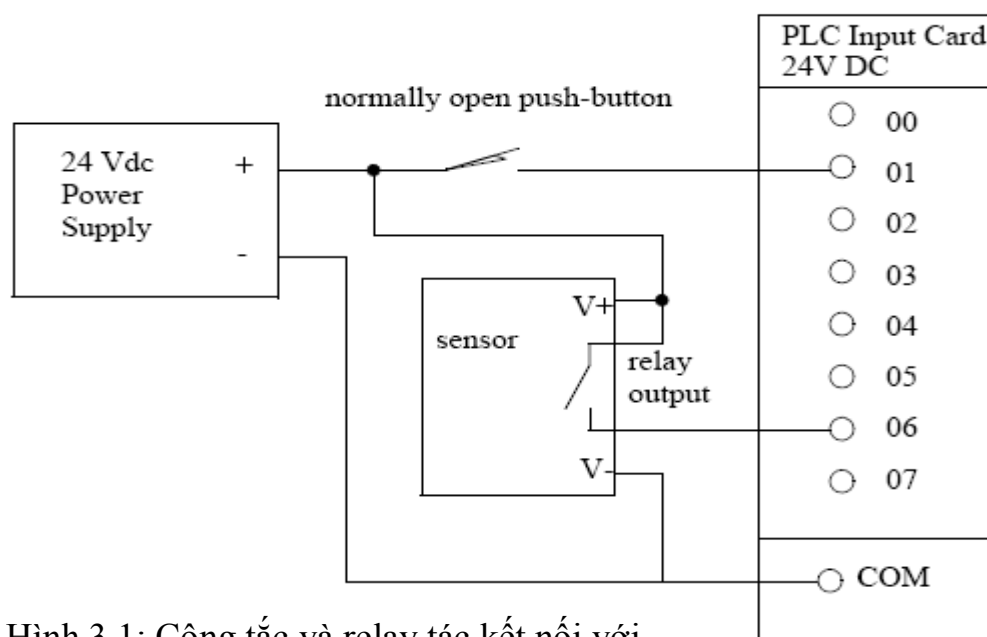 PLC Input Card
24V DC
normally open push-button
00
24 Vdc
Power
Supply
+
-
01
02
03
04
05
06
07
V+
sensor
relay
output
V-
COM
Hình 3.1: Công tắc và relay tác kết nối với